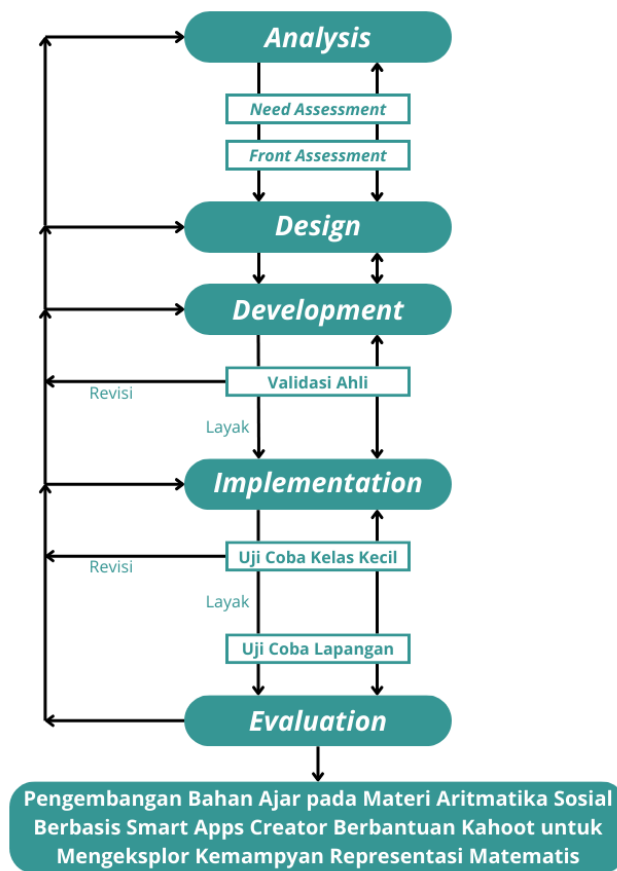 Analysis
Need Assessment
Front Assessment
Design
Development
Validasi Ahli
Revisi
Layak
Implementation
Uji Coba Kelas Kecil
Revisi
Layak
Uji Coba Lapangan
Evaluation
Pengembangan Bahan Ajar pada Materi Aritmatika Sosial
Berbasis Smart Apps Creator Berbantuan Kahoot untuk
Mengeksplor Kemampyan Representasi Matematis